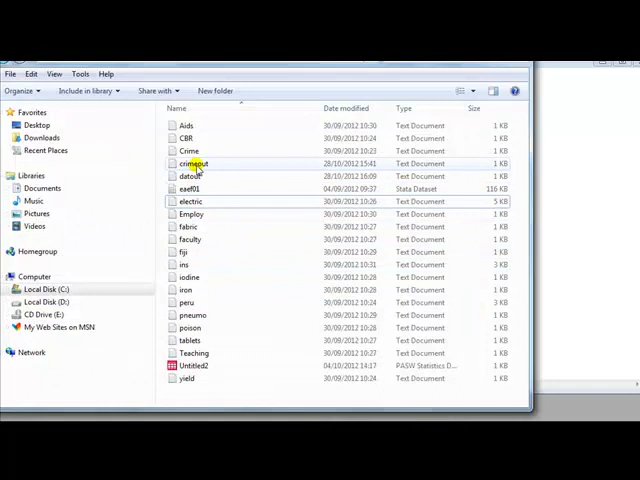 File Edit View Tools Help
Organize Include in library Share with New folder
Favorites
Desktop
Downloads
Recent Places
Libraries
Documents
Music
Pictures
Videos
Homegroup
Computer
Local Disk (C:)
Local Disk (D:)
CD Drive (E:)
My Web Sites on MSN
Network
Name Date modified Type Size
Aids 30/09/2012 10:30 Text Document 1 KB
CBR 30/09/2012 10:30 Text Document 1 KB
Crime 30/09/2012 10:23 Text Document 1 KB
crimeout 28/10/2012 15:41 Text Document 1 KB
datout 28/10/2012 16:09 Text Document 1 KB
eaef01 04/09/2012 09:37 Stata Dataset 116 KB
electric 30/09/2012 10:26 Text Document 5 KB
Employ 30/09/2012 10:30 Text Document 1 KB
fabric 30/09/2012 10:24 Text Document 1 KB
faculty 30/09/2012 10:30 Text Document 1 KB
fiji 30/09/2012 10:24 Text Document 1 KB
ins 30/09/2012 10:30 Text Document 3 KB
iodine 30/09/2012 10:28 Text Document 1 KB
iron 30/09/2012 10:28 Text Document 1 KB
peru 30/09/2012 10:28 Text Document 3 KB
pneumo 30/09/2012 10:27 Text Document 1 KB
poison 30/09/2012 10:28 Text Document 1 KB
tablets 30/09/2012 10:27 Text Document 1 KB
Teaching 30/09/2012 10:27 Text Document 1 KB
Untitled2 04/10/2012 14:17 PASW Statistics D... 1 KB
yield 30/09/2012 10:24 Text Document 1 KB